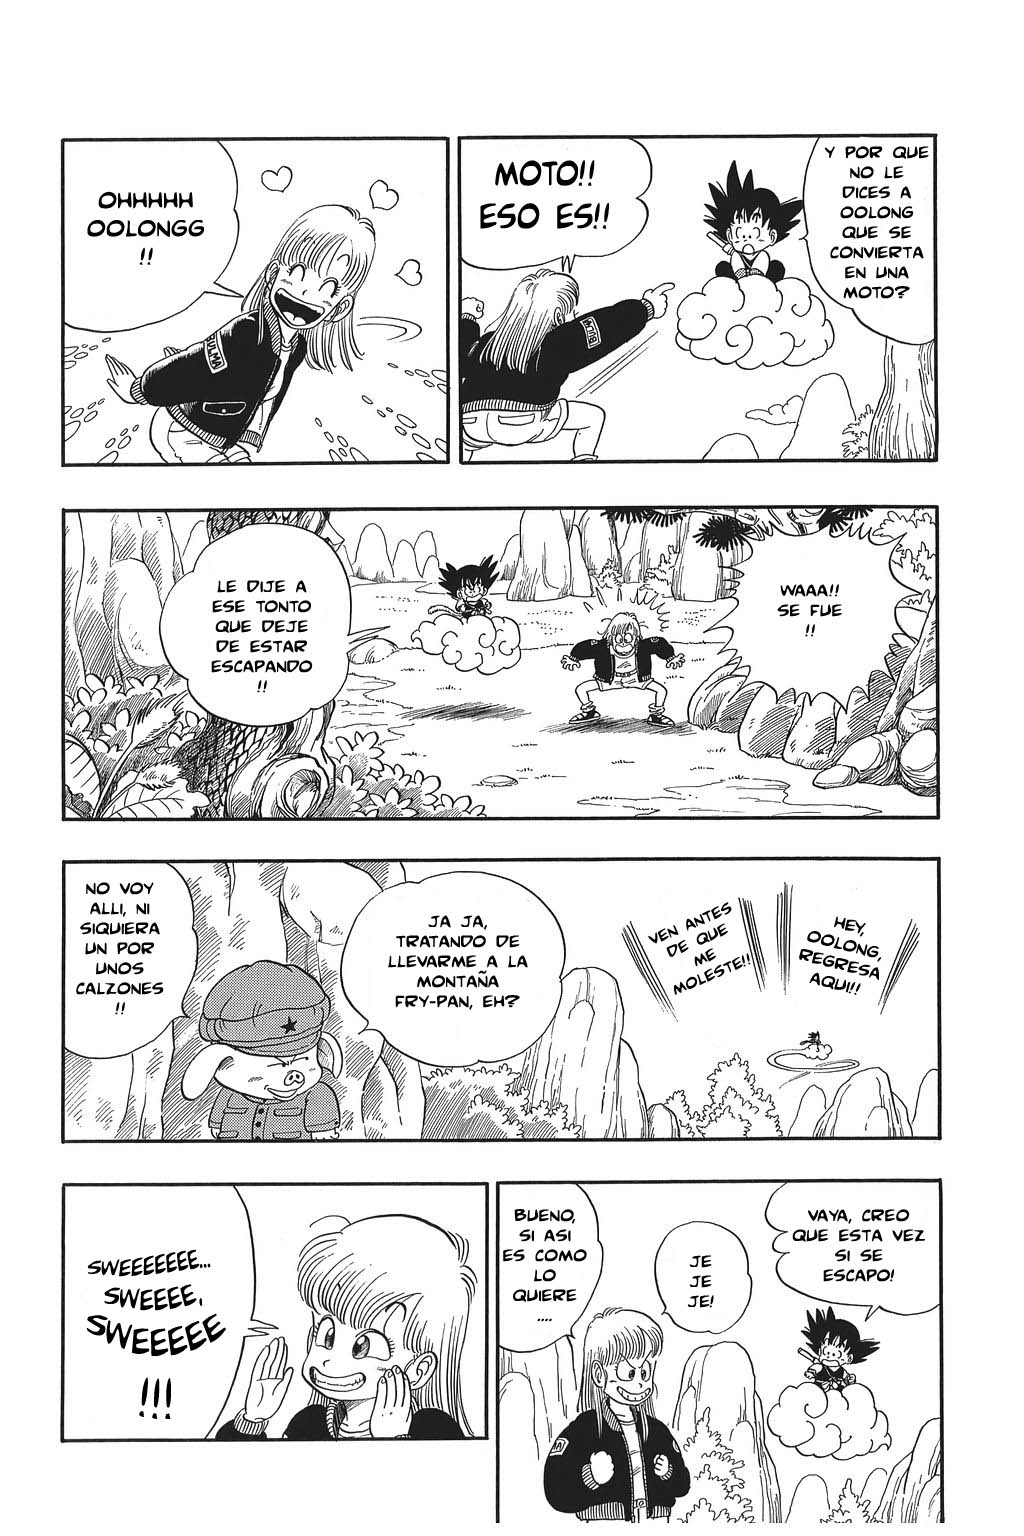 Y POR QUE
NO LE
DICES A
OOLONG
QUE SE
CONVIERTA
EN UNA
MOTO?
MOTO!!
ESO ES!!
BULMA
OHHHHH
OOLONGG
!!
BULMA
WAAA!!
SE FUE
!!
LE DIJE A
ESE TONTO
QUE DEJE
DE ESTAR
ESCAPANDO
!!
HEY,
OOLONG,
REGRESA
AQUI!!
VEN ANTES
DE QUE
ME
MOLESTE!!
JA JA,
TRATANDO DE
LLEVARME A LA
MONTAÑA
FRY-PAN, EH?
NO VOY
ALLI, NI
SIQUIERA
UN POR
UNOS
CALZONES
!!
VAYA, CREO
QUE ESTA VEZ
SI SE
ESCAPO!
JE
JE
JE!
BUENO,
SI ASI
ES COMO
LO
QUIERE
....
SWEEEEEEE...
SWEEEE,
SWEEEEE
!!!